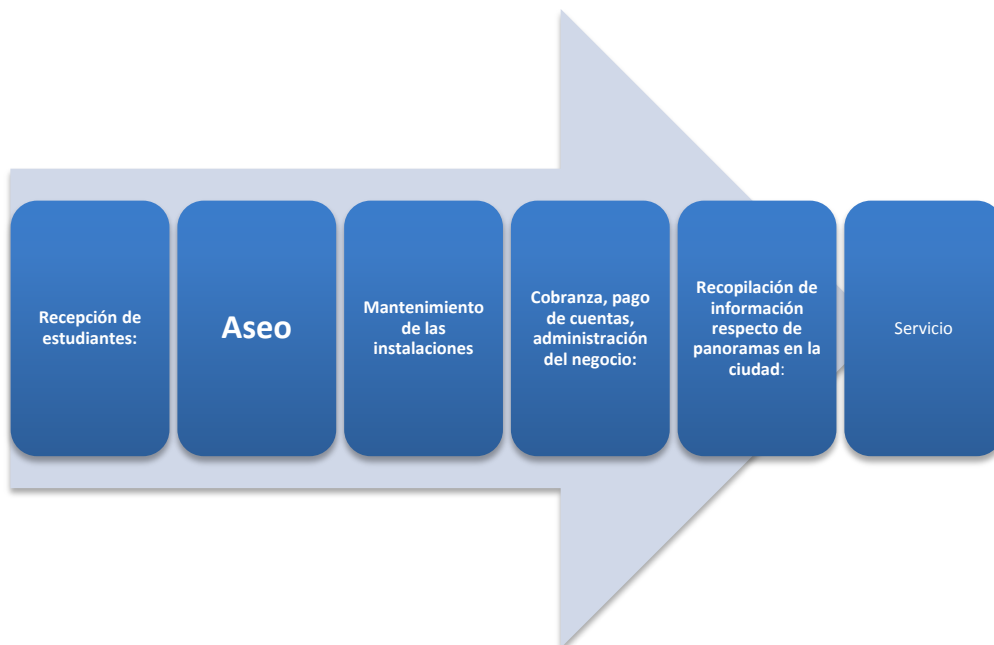 Recepción de
estudiantes:
Aseo
Mantenimiento
de las
instalaciones
Cobranza, pago
de cuentas,
administración
del negocio:
Recopilación de
información
respecto de
panoramas en la
ciudad:
Servicio